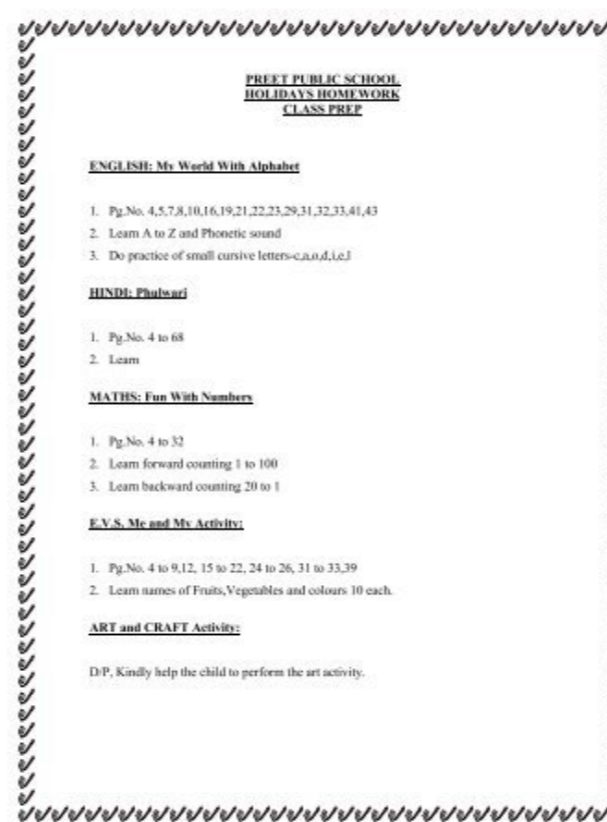 PREET PUBLIC SCHOOL
HOLIDAYS HOMEWORK
CLASS PREP
ENGLISH: My World With Alphabet
1. Pg.No. 4,5,7,8,10,16,19,21,22,23,29,31,32,33,41,43
2. Learn A to Z and Phonetic sound
3. Do practice of small cursive letters-c,a,o,d,i,e,l
HINDI: Phulwari
1. Pg.No. 4 to 68
2. Learn
MATHS: Fun With Numbers
1. Pg.No. 4 to 32
2. Learn forward counting 1 to 100
3. Learn backward counting 20 to 1
E.V.S. Me and My Activity:
1. Pg.No. 4 to 9,12, 15 to 22, 24 to 26, 31 to 33,39
2. Learn names of Fruits,Vegetables and colours 10 each.
ART and CRAFT Activity:
D/P, Kindly help the child to perform the art activity.